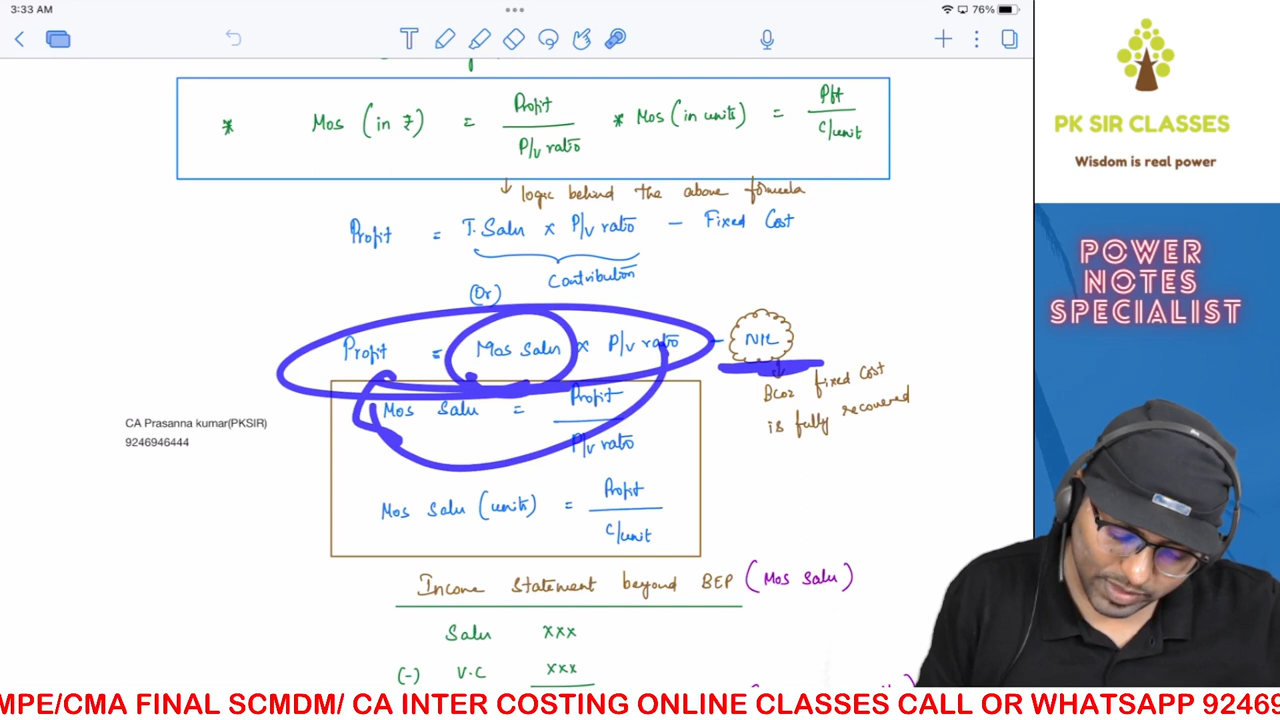 3:33 AM
76%
* Mos (in ₹) = Profit / P/V ratio * Mos (in units) = Pft / C/unit
↓ logic behind the above formula
Profit = T. Sales × P/V ratio - Fixed Cost
Contribution
(Or)
Profit = Mos Sales × P/V ratio - NIL
Bcoz fixed cost
is fully recovered
Mos Sales = Profit / P/V ratio
Mos Sales (units) = Profit / C/unit
CA Prasanna kumar(PKSIR)
9246946444
Income Statement beyond BEP (Mos Sales)
Sales xxx
(-) V.C xxx
PK SIR CLASSES
Wisdom is real power
POWER
NOTES
SPECIALIST
MPE/CMA FINAL SCMDM/ CA INTER COSTING ONLINE CLASSES CALL OR WHATSAPP 92469